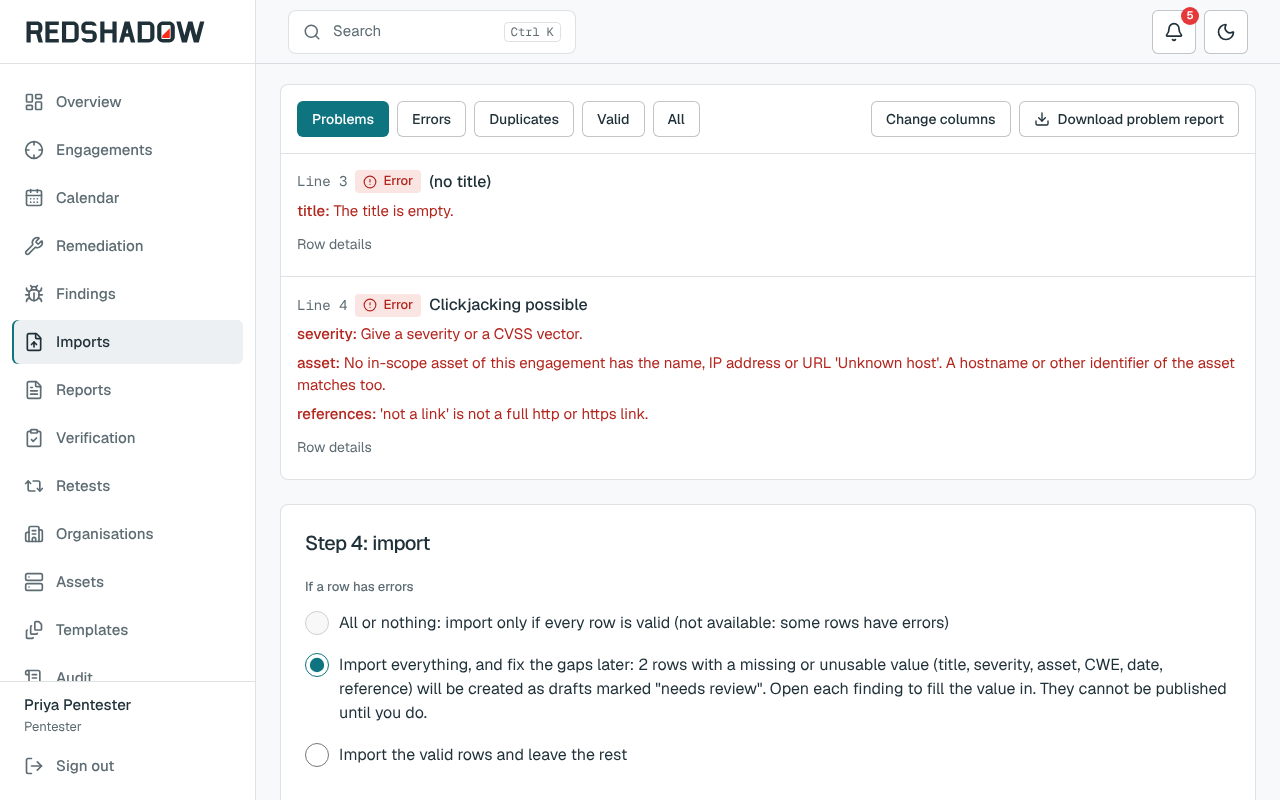 REDSHADOW
Search
Ctrl K
5
Overview
Engagements
Calendar
Remediation
Findings
Imports
Reports
Verification
Retests
Organisations
Assets
Templates
Audit
Priya Pentester
Pentester
Sign out
Problems
Errors
Duplicates
Valid
All
Change columns
Download problem report
Line 3 Error (no title)
title: The title is empty.
Row details
Line 4 Error Clickjacking possible
severity: Give a severity or a CVSS vector.
asset: No in-scope asset of this engagement has the name, IP address or URL 'Unknown host'. A hostname or other identifier of the asset
matches too.
references: 'not a link' is not a full http or https link.
Row details
Step 4: import
If a row has errors
All or nothing: import only if every row is valid (not available: some rows have errors)
Import everything, and fix the gaps later: 2 rows with a missing or unusable value (title, severity, asset, CWE, date,
reference) will be created as drafts marked "needs review". Open each finding to fill the value in. They cannot be published
until you do.
Import the valid rows and leave the rest